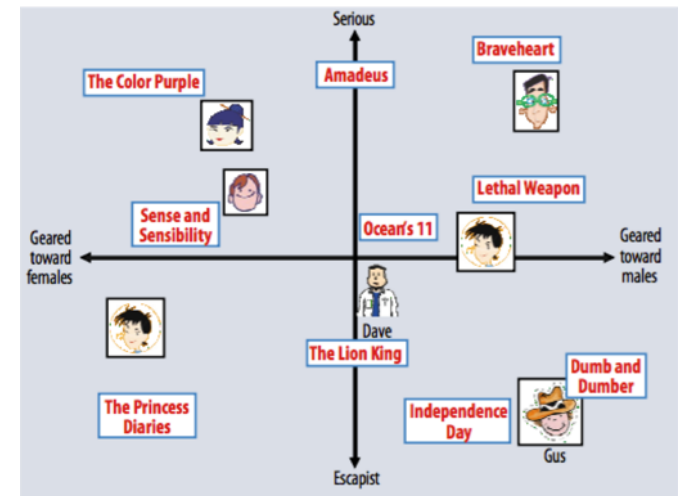 Serious
Braveheart
Amadeus
The Color Purple
Lethal Weapon
Sense and
Sensibility
Ocean's 11
Geared
toward
females
Geared
toward
males
Dave
The Lion King
Dumb and
Dumber
The Princess
Diaries
Independence
Day
Gus
Escapist